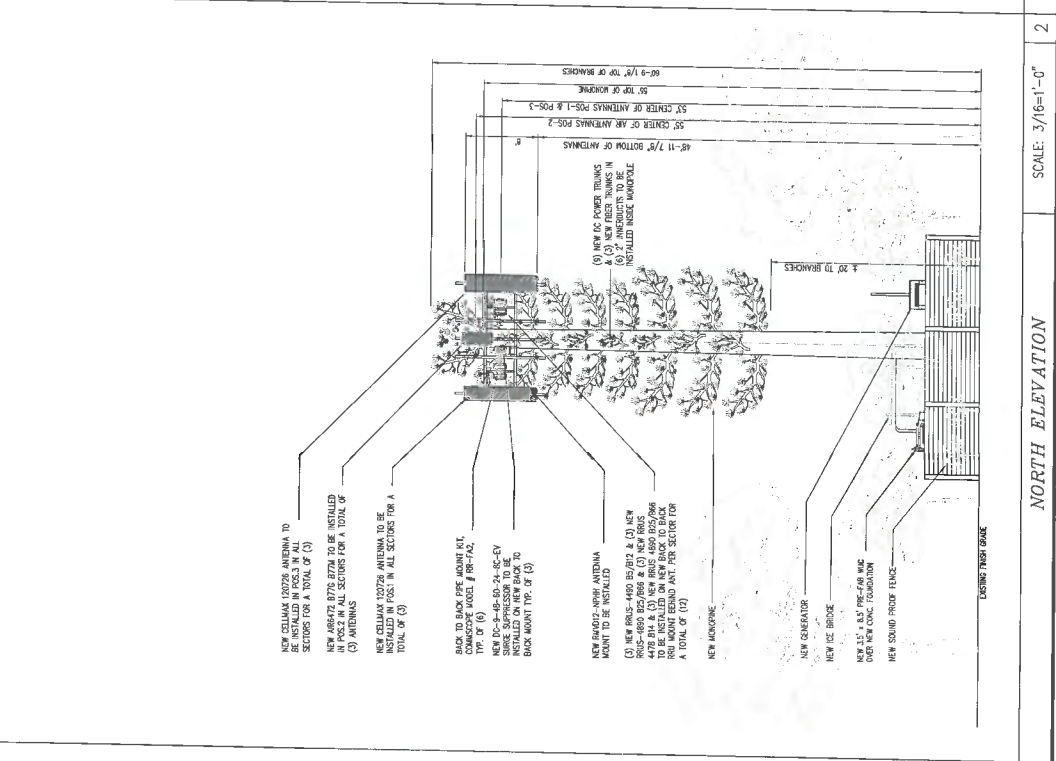 NEW CELLMAX 120726 ANTENNA TO
BE INSTALLED IN POS.3 IN ALL
SECTORS FOR A TOTAL OF (3)
NEW AIR6472 B77G B77M TO BE INSTALLED
IN POS.2 IN ALL SECTORS FOR A TOTAL OF
(3) ANTENNAS
NEW CELLMAX 120726 ANTENNA TO BE
INSTALLED IN POS.1 IN ALL SECTORS FOR A
TOTAL OF (3)
BACK TO BACK PIPE MOUNT KIT,
COMMSCOPE MODEL # RR-FA2,
TYP. OF (6)
NEW DC-9-48-60-24-8C-EV
SURGE SUPPRESSOR TO BE
INSTALLED ON NEW BACK TO
BACK MOUNT TYP. OF (3)
NEW RMVD12-NPHH ANTENNA
MOUNT TO BE INSTALLED
(3) NEW RRUS-4490 B5/B12 & (3) NEW
RRUS-4890 B25/B66 & (3) NEW RRUS
4478 B14 & (3) NEW RRUS 4890 B25/B66
TO BE INSTALLED ON NEW BACK TO BACK
RRU MOUNT BEHIND ANT. PER SECTOR FOR
A TOTAL OF (12)
NEW MONOPINE
NEW GENERATOR
NEW ICE BRIDGE
NEW 3.5' x 8.5' PRE-FAB WUC
OVER NEW CONC. FOUNDATION
NEW SOUND PROOF FENCE
EXISTING FINISH GRADE
60'-9 1/8" TOP OF BRANCHES
55' TOP OF MONOPINE
53' CENTER OF ANTENNAS POS-1 & POS-3
55' CENTER OF AIR ANTENNAS POS-2
48'-11 7/8" BOTTOM OF ANTENNAS
8'
(9) NEW DC POWER TRUNKS
& (3) NEW FIBER TRUNKS IN
(6) 2" INNERDUCTS TO BE
INSTALLED INSIDE MONOPOLE
± 20' TO BRANCHES
NORTH ELEVATION
SCALE: 3/16=1'-0"
2